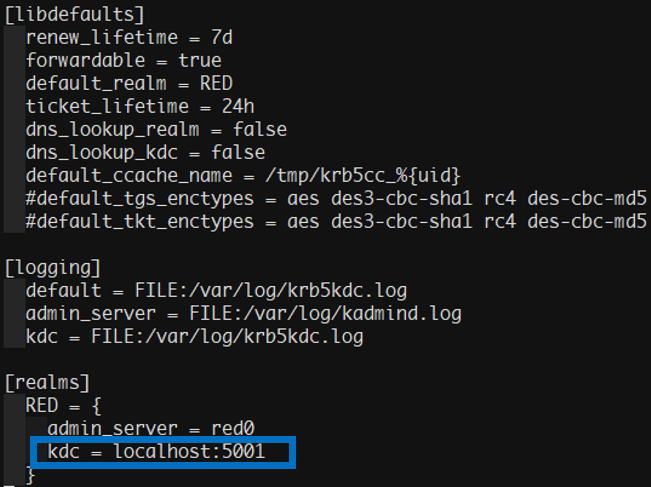 [libdefaults]
renew_lifetime = 7d
forwardable = true
default_realm = RED
ticket_lifetime = 24h
dns_lookup_realm = false
dns_lookup_kdc = false
default_ccache_name = /tmp/krb5cc_%{uid}
#default_tgs_enctypes = aes des3-cbc-sha1 rc4 des-cbc-md5
#default_tkt_enctypes = aes des3-cbc-sha1 rc4 des-cbc-md5
[logging]
default = FILE:/var/log/krb5kdc.log
admin_server = FILE:/var/log/kadmind.log
kdc = FILE:/var/log/krb5kdc.log
[realms]
RED = {
admin_server = red0
kdc = localhost:5001
}